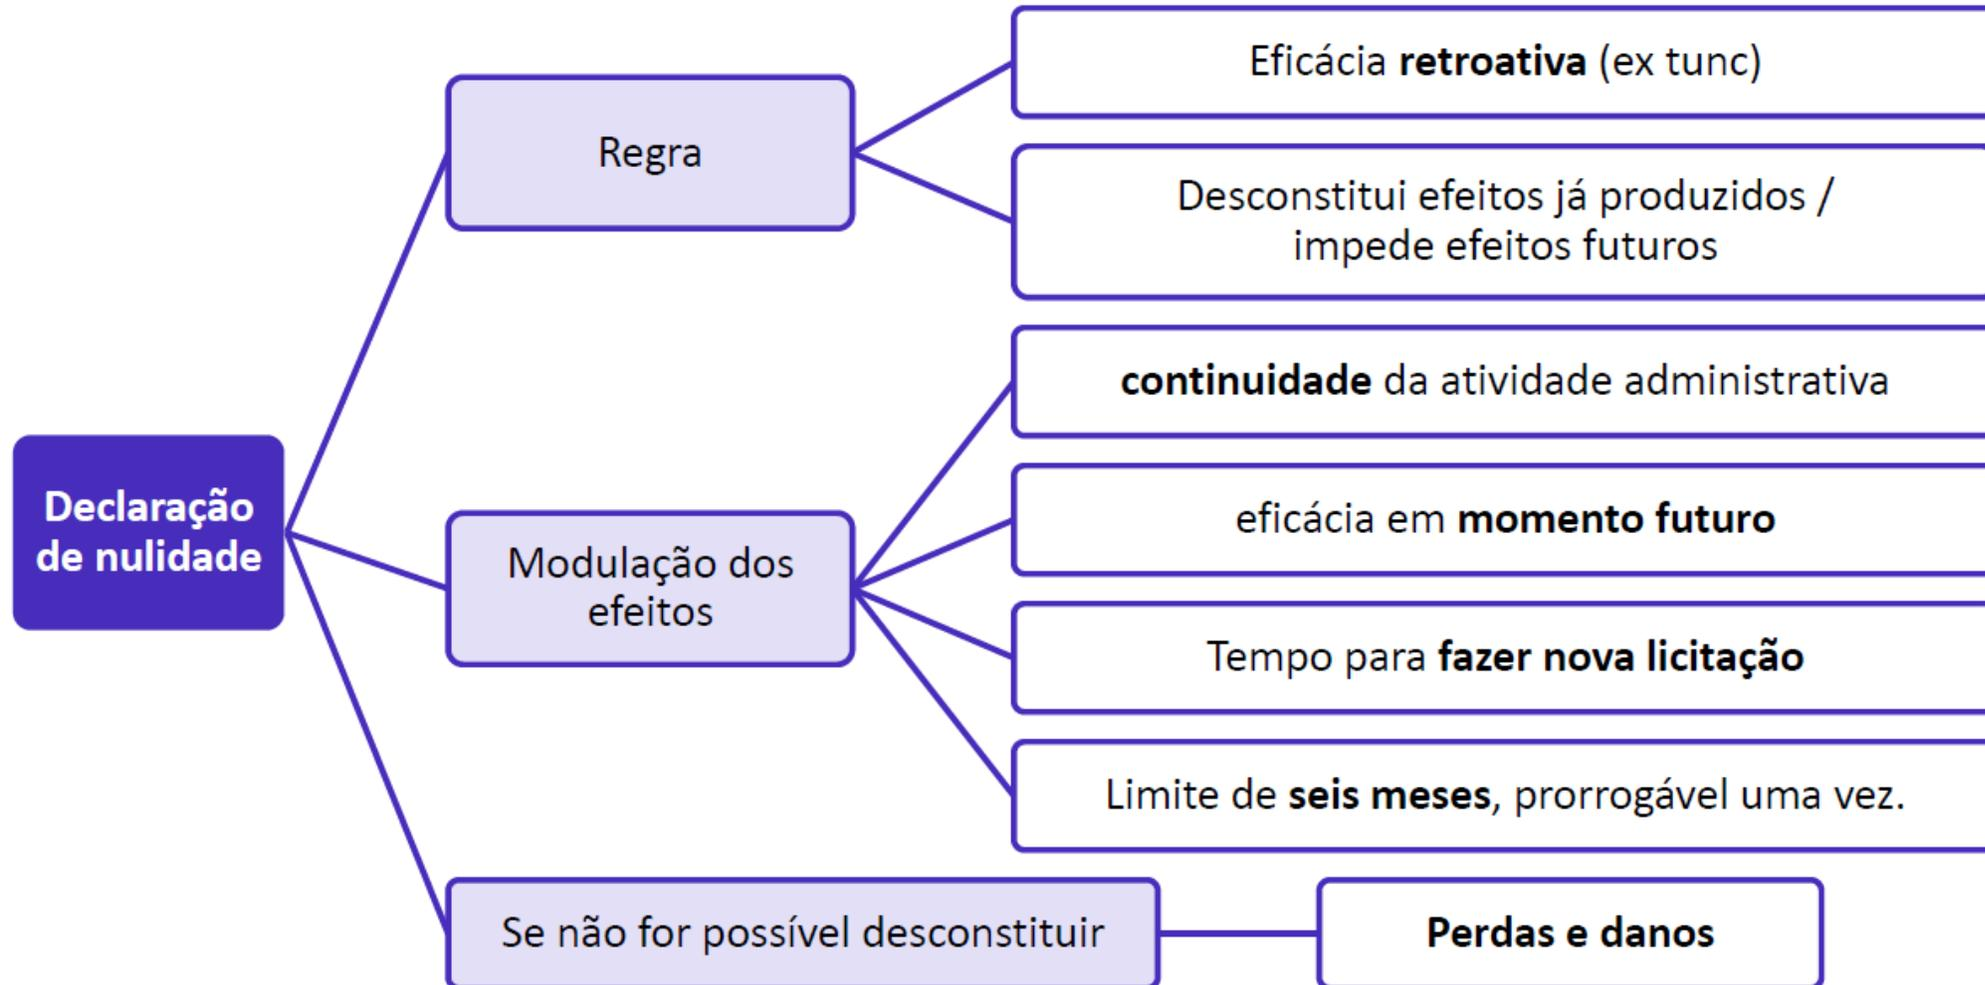 Declaração
de nulidade
Regra
Eficácia retroativa (ex tunc)
Desconstitui efeitos já produzidos /
impede efeitos futuros
Modulação dos
efeitos
continuidade da atividade administrativa
eficácia em momento futuro
Tempo para fazer nova licitação
Limite de seis meses, prorrogável uma vez.
Se não for possível desconstituir
Perdas e danos